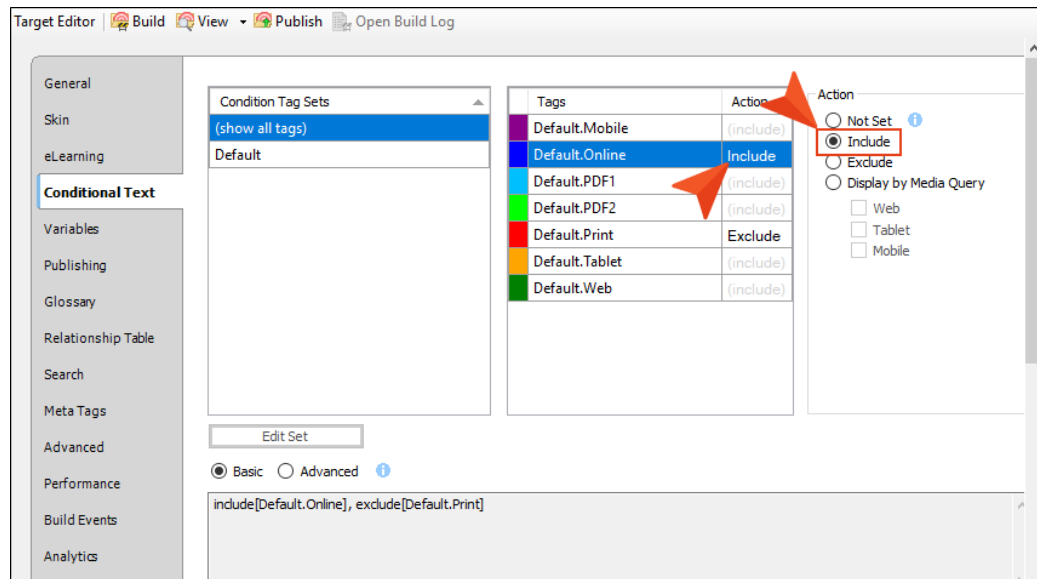 Target Editor Build View Publish Open Build Log
General
Skin
eLearning
Conditional Text
Variables
Publishing
Glossary
Relationship Table
Search
Meta Tags
Advanced
Performance
Build Events
Analytics
Condition Tag Sets
(show all tags)
Default
Edit Set
Tags Action
Default.Mobile (include)
Default.Online Include
Default.PDF1 (include)
Default.PDF2 (include)
Default.Print Exclude
Default.Tablet (include)
Default.Web (include)
Action
Not Set
Include
Exclude
Display by Media Query
Web
Tablet
Mobile
Basic Advanced
include[Default.Online], exclude[Default.Print]